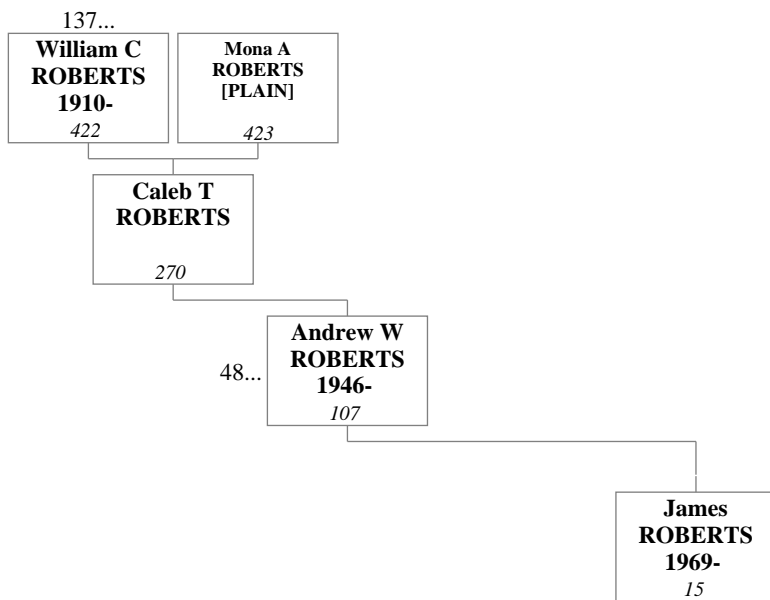 137...
William C
ROBERTS
1910-
422
Mona A
ROBERTS
[PLAIN]
423
Caleb T
ROBERTS
270
48...
Andrew W
ROBERTS
1946-
107
James
ROBERTS
1969-
15